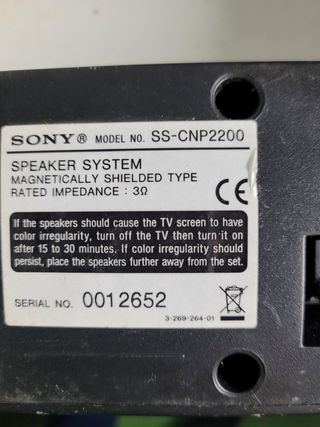 SONY® MODEL NO. SS-CNP2200
SPEAKER SYSTEM
MAGNETICALLY SHIELDED TYPE
RATED IMPEDANCE : 3Ω
CE
If the speakers should cause the TV screen to have
color irregularity, turn off the TV then turn it on
after 15 to 30 minutes. If color irregularity should
persist, place the speakers further away from the set.
SERIAL NO. 0012652
3-269-264-01